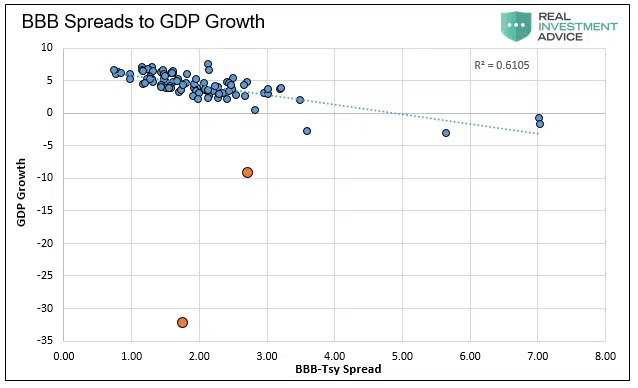 BBB Spreads to GDP Growth
REAL
INVESTMENT
ADVICE
R² = 0.6105
10
5
0
-5
-10
-15
-20
-25
-30
-35
GDP Growth
0.00 1.00 2.00 3.00 4.00 5.00 6.00 7.00 8.00
BBB-Tsy Spread